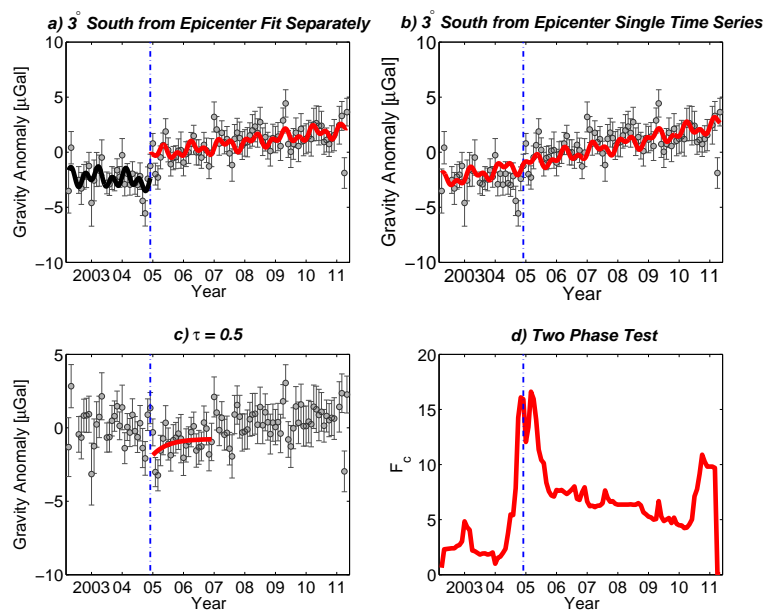 a) 3° South from Epicenter Fit Separately
Gravity Anomaly [μGal]
10
5
0
−5
−10
2003 04 05 06 07 08 09 10 11
Year
b) 3° South from Epicenter Single Time Series
Gravity Anomaly [μGal]
10
5
0
−5
−10
2003 04 05 06 07 08 09 10 11
Year
c) τ = 0.5
Gravity Anomaly [μGal]
5
0
−5
−10
2003 04 05 06 07 08 09 10 11
Year
d) Two Phase Test
F_c
20
15
10
5
0
2003 04 05 06 07 08 09 10 11
Year